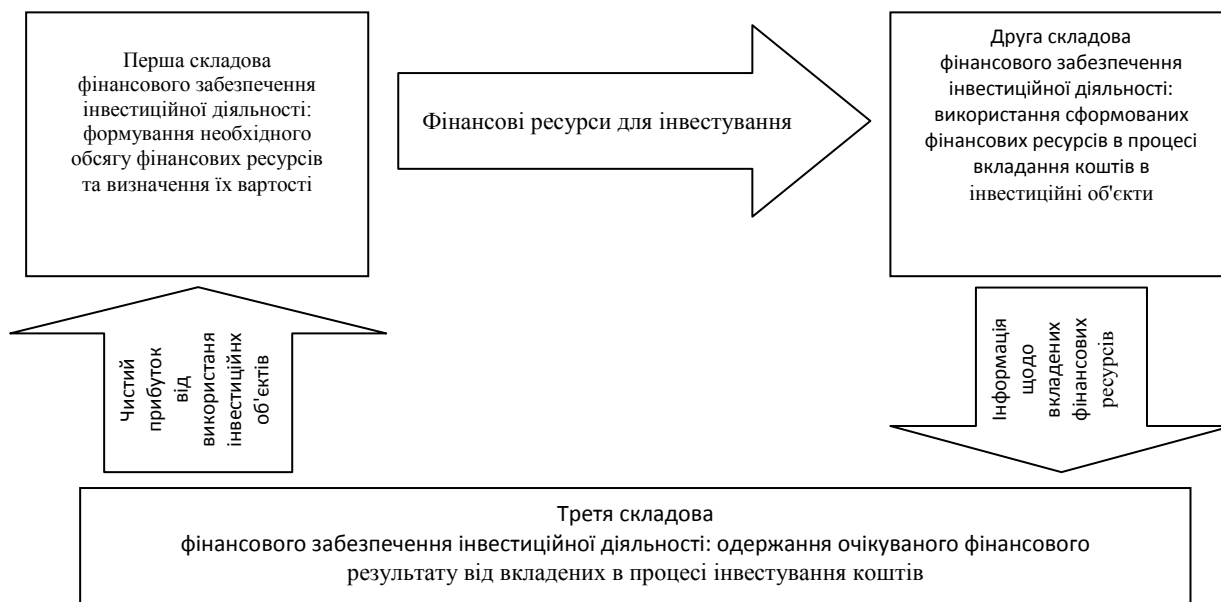 Перша складова
фінансового забезпечення
інвестиційної діяльності:
формування необхідного
обсягу фінансових ресурсів
та визначення їх вартості
Фінансові ресурси для інвестування
Друга складова
фінансового забезпечення
інвестиційної діяльності:
використання сформованих
фінансових ресурсів в процесі
вкладання коштів в
інвестиційні об'єкти
Чистий
прибуток
від
використаня
інвестиційнх
об'єктів
Інформація
щодо
вкладених
фінансових
ресурсів
Третя складова
фінансового забезпечення інвестиційної діяльності: одержання очікуваного фінансового
результату від вкладених в процесі інвестування коштів